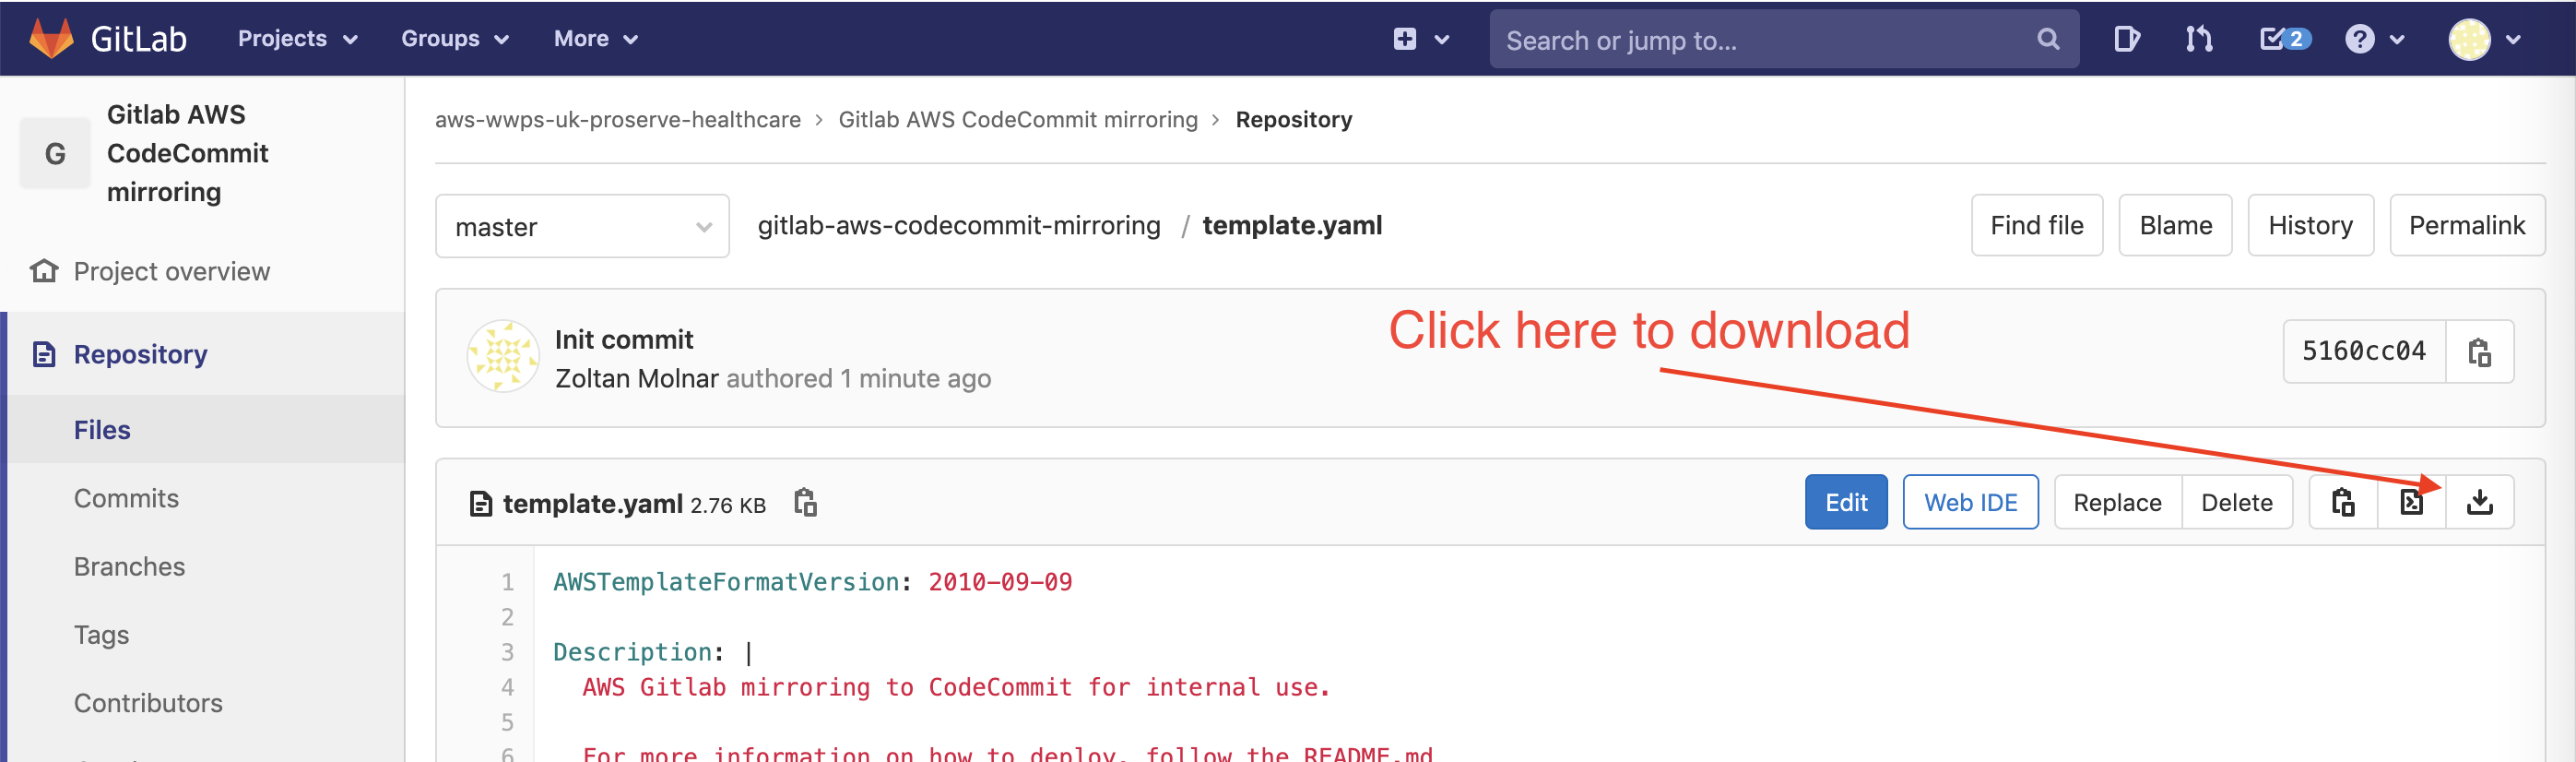 GitLab Projects Groups More Search or jump to... 2
G
Gitlab AWS
CodeCommit
mirroring
Project overview
Repository
Files
Commits
Branches
Tags
Contributors
aws-wwps-uk-proserve-healthcare > Gitlab AWS CodeCommit mirroring > Repository
master gitlab-aws-codecommit-mirroring / template.yaml Find file Blame History Permalink
Init commit
Zoltan Molnar authored 1 minute ago
Click here to download
5160cc04
template.yaml 2.76 KB Edit Web IDE Replace Delete
1 AWSTemplateFormatVersion: 2010-09-09
2
3 Description: |
4 AWS Gitlab mirroring to CodeCommit for internal use.
5
6 For more information on how to deploy, follow the README.md